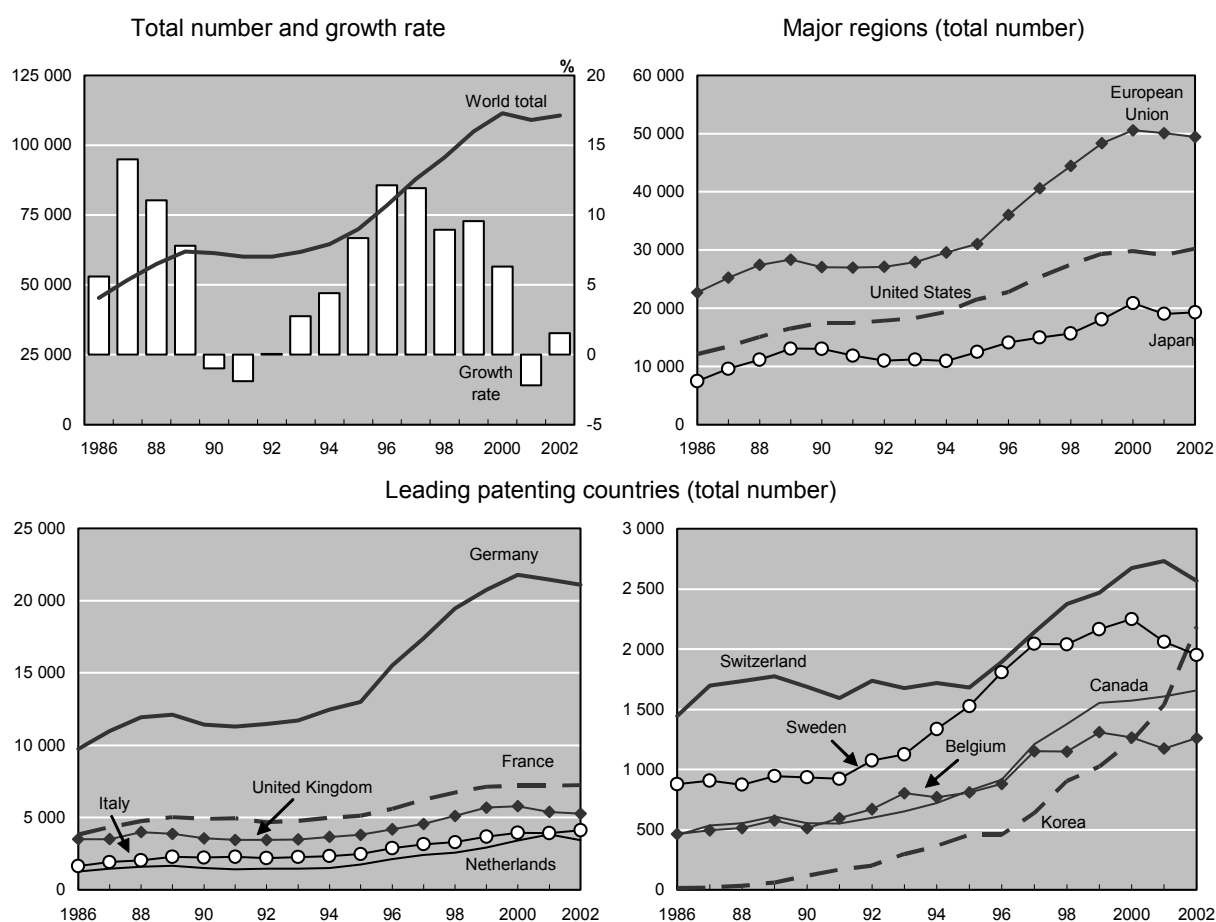 Total number and growth rate
%
125 000
100 000
75 000
50 000
25 000
0
20
15
10
5
0
-5
World total
Growth
rate
1986 88 90 92 94 96 98 2000 2002
Major regions (total number)
60 000
50 000
40 000
30 000
20 000
10 000
0
European
Union
United States
Japan
1986 88 90 92 94 96 98 2000 2002
Leading patenting countries (total number)
25 000
20 000
15 000
10 000
5 000
0
Germany
France
United Kingdom
Italy
Netherlands
1986 88 90 92 94 96 98 2000 2002
3 000
2 500
2 000
1 500
1 000
500
0
Switzerland
Canada
Sweden
Belgium
Korea
1986 88 90 92 94 96 98 2000 2002